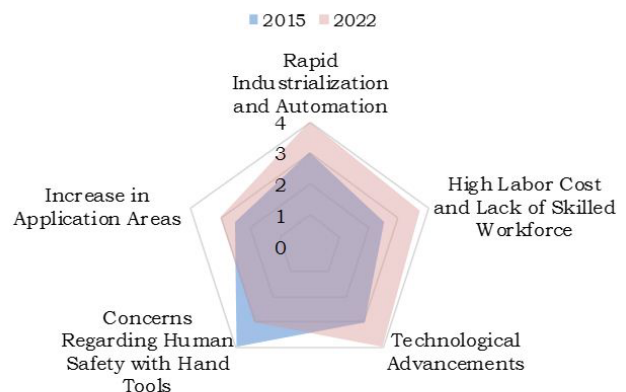 2015 2022
Rapid
Industrialization
and Automation
4
3
2
1
0
High Labor Cost
and Lack of Skilled
Workforce
Technological
Advancements
Concerns
Regarding Human
Safety with Hand
Tools
Increase in
Application Areas